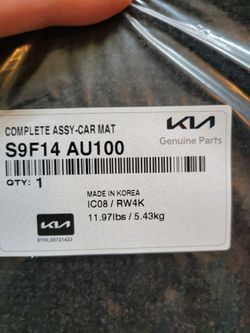 COMPLETE ASSY-CAR MAT
KIA
Genuine Parts
S9F14 AU100
QTY: 1
MADE IN KOREA
IC08 / RW4K
11.97lbs / 5.43kg
KIA
EYHL08721423